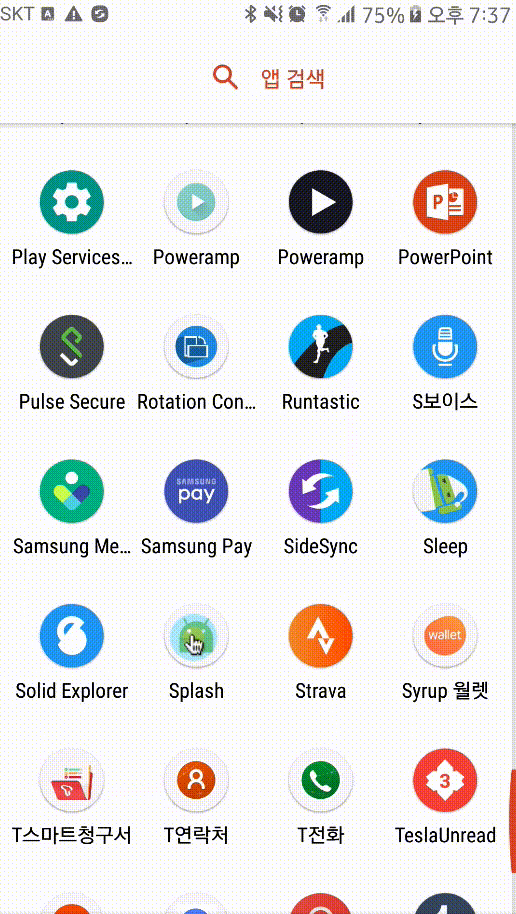 SKT 75% 오후 7:37
앱 검색
Play Services… Poweramp Poweramp PowerPoint
Pulse Secure Rotation Con… Runtastic S보이스
SAMSUNG
pay
Samsung Me… Samsung Pay SideSync Sleep
wallet
Solid Explorer Splash Strava Syrup 월렛
3
T스마트청구서 T연락처 T전화 TeslaUnread